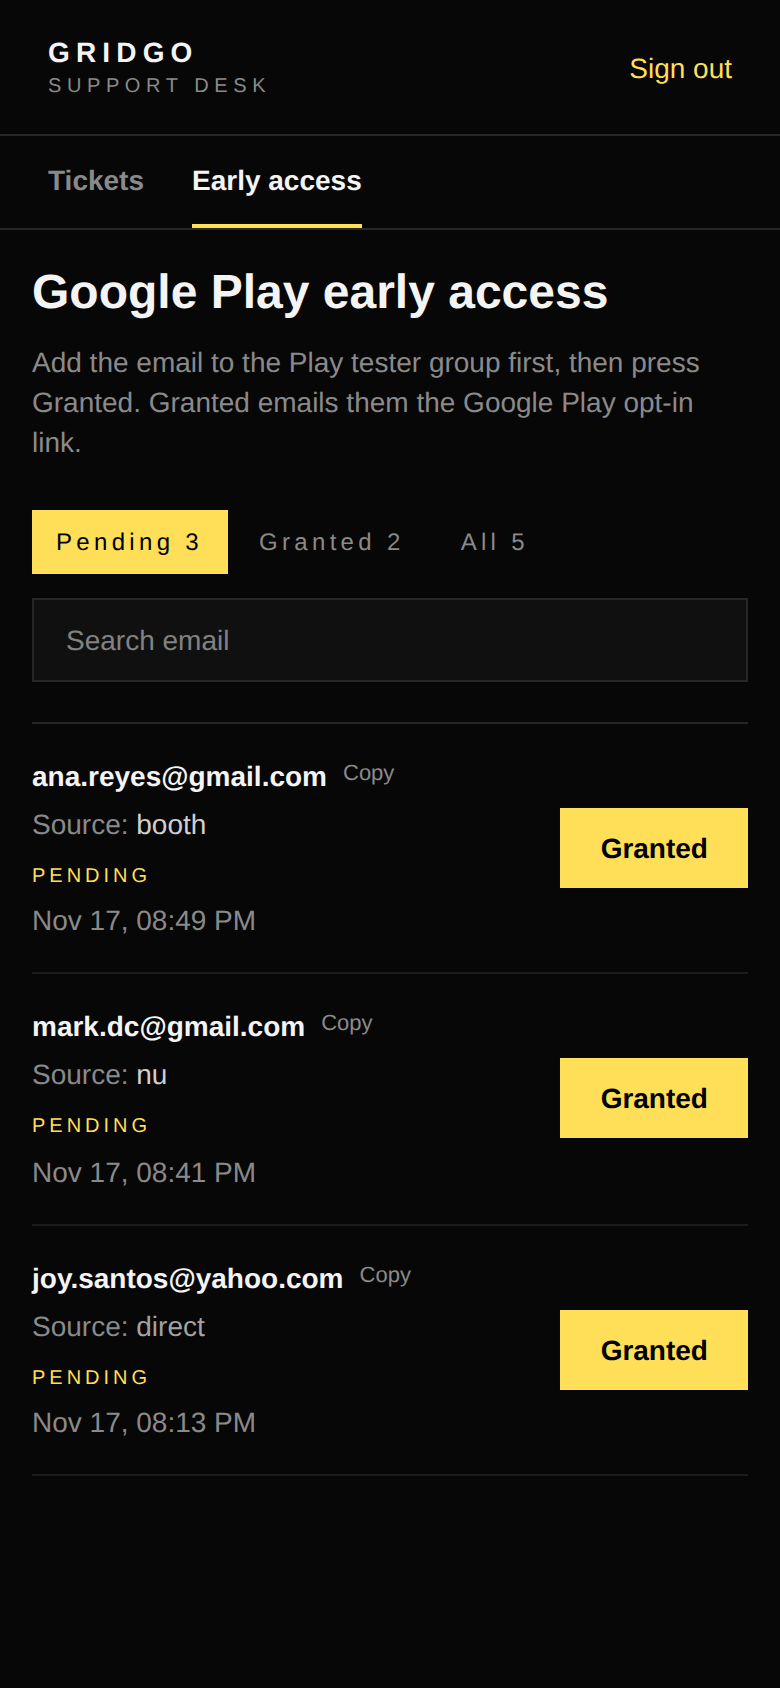 GRIDGO
SUPPORT DESK
Sign out
Tickets
Early access
Google Play early access
Add the email to the Play tester group first, then press
Granted. Granted emails them the Google Play opt-in
link.
Pending 3
Granted 2
All 5
Search email
ana.reyes@gmail.com Copy
Source: booth
PENDING
Nov 17, 08:49 PM
Granted
mark.dc@gmail.com Copy
Source: nu
PENDING
Nov 17, 08:41 PM
Granted
joy.santos@yahoo.com Copy
Source: direct
PENDING
Nov 17, 08:13 PM
Granted